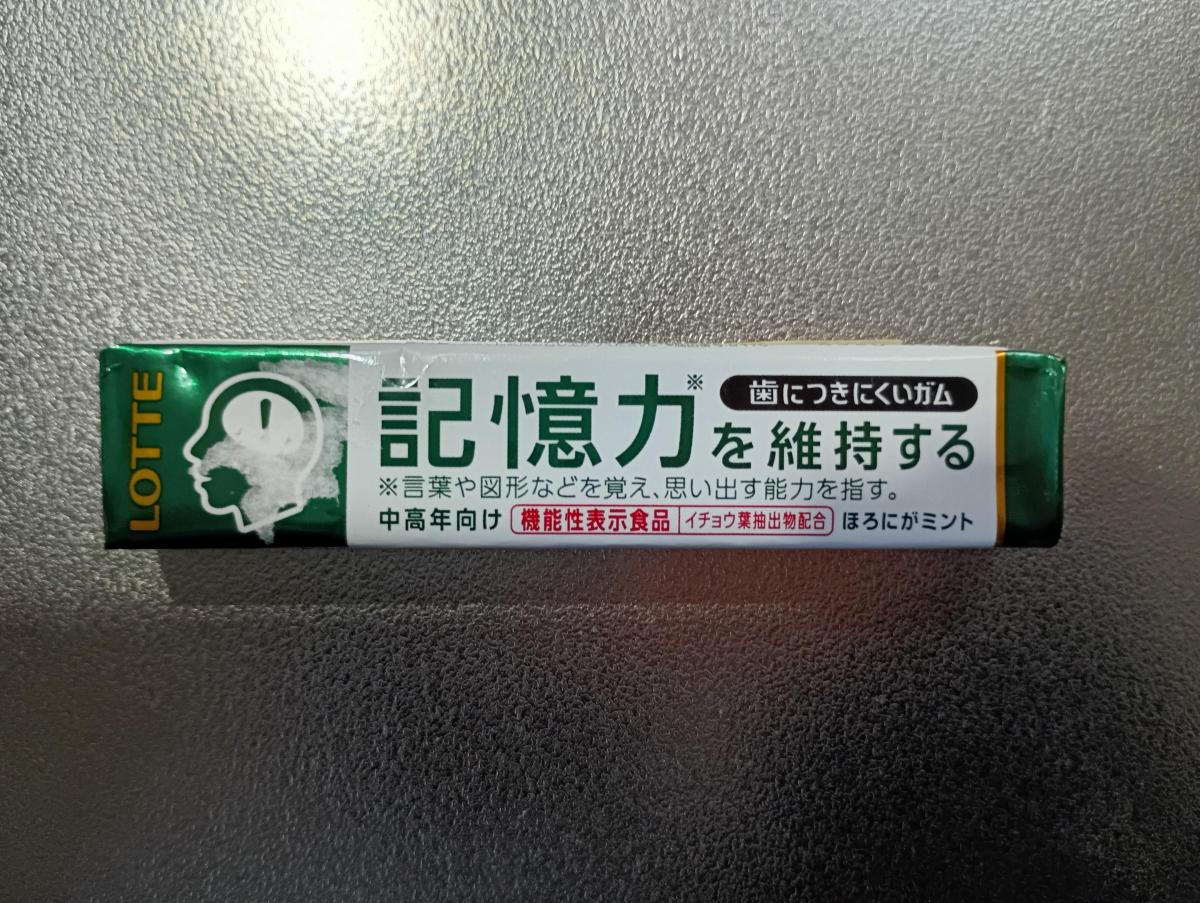 LOTTE
記憶力※を維持する
歯につきにくいガム
※言葉や図形などを覚え、思い出す能力を指す。
中高年向け 機能性表示食品 イチョウ葉抽出物配合 ほろにがミント